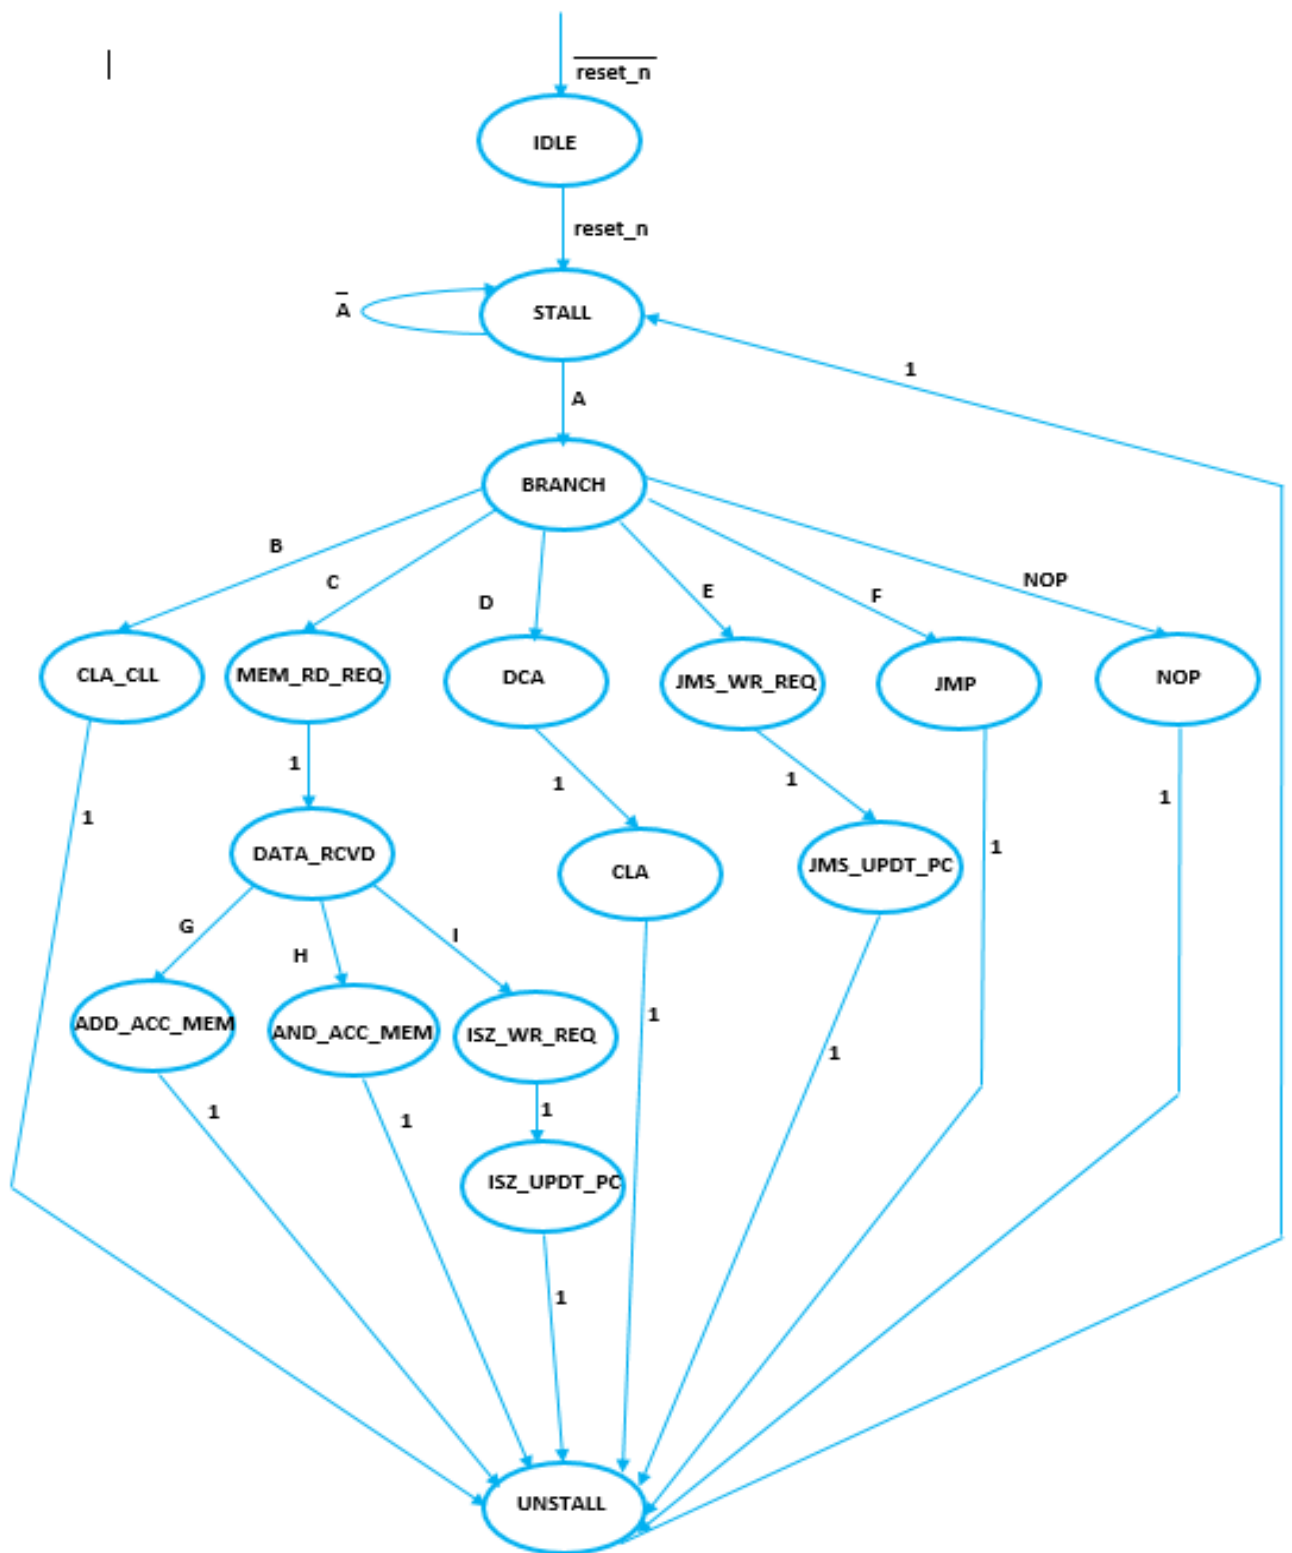 reset_n
IDLE
reset_n
A
STALL
1
A
BRANCH
B
C
D
E
F
NOP
CLA_CLL
MEM_RD_REQ
DCA
JMS_WR_REQ
JMP
NOP
1
1
1
1
1
1
DATA_RCVD
CLA
JMS_UPDT_PC
G
H
I
ADD_ACC_MEM
AND_ACC_MEM
ISZ_WR_REQ
1
1
1
1
1
ISZ_UPDT_PC
1
UNSTALL